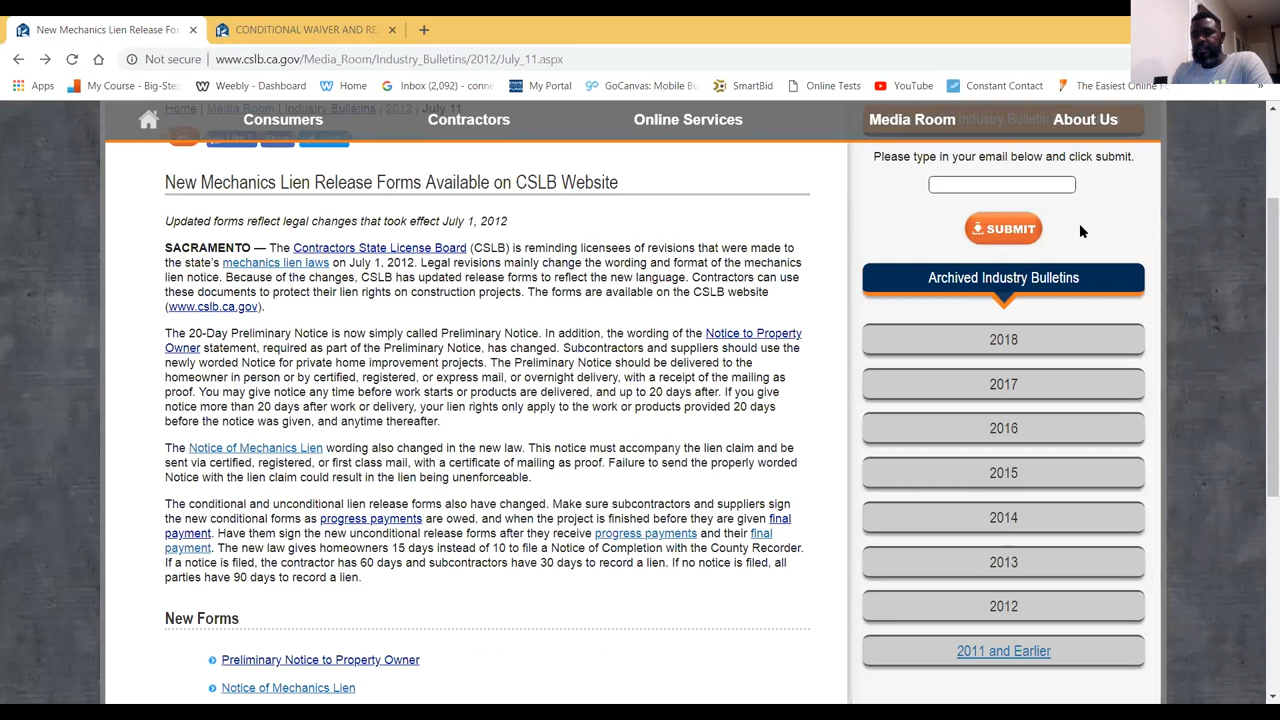 New Mechanics Lien Release For
CONDITIONAL WAIVER AND RE
Not secure
www.cslb.ca.gov/Media_Room/Industry_Bulletins/2012/July_11.aspx
Apps
My Course - Big-Step
Weebly - Dashboard
Home
Inbox (2,092) - conne
My Portal
GoCanvas: Mobile Bu
SmartBid
Online Tests
YouTube
Constant Contact
The Easiest Online
»
Home | Media Room | Industry Bulletins | 2012 | July 11
Consumers
Contractors
Online Services
Media Room
About Us
New Mechanics Lien Release Forms Available on CSLB Website
Updated forms reflect legal changes that took effect July 1, 2012
SACRAMENTO — The Contractors State License Board (CSLB) is reminding licensees of revisions that were made to
the state's mechanics lien laws on July 1, 2012. Legal revisions mainly change the wording and format of the mechanics
lien notice. Because of the changes, CSLB has updated release forms to reflect the new language. Contractors can use
these documents to protect their lien rights on construction projects. The forms are available on the CSLB website
(www.cslb.ca.gov).
The 20-Day Preliminary Notice is now simply called Preliminary Notice. In addition, the wording of the Notice to Property
Owner statement, required as part of the Preliminary Notice, has changed. Subcontractors and suppliers should use the
newly worded Notice for private home improvement projects. The Preliminary Notice should be delivered to the
homeowner in person or by certified, registered, or express mail, or overnight delivery, with a receipt of the mailing as
proof. You may give notice any time before work starts or products are delivered, and up to 20 days after. If you give
notice more than 20 days after work or delivery, your lien rights only apply to the work or products provided 20 days
before the notice was given, and anytime thereafter.
The Notice of Mechanics Lien wording also changed in the new law. This notice must accompany the lien claim and be
sent via certified, registered, or first class mail, with a certificate of mailing as proof. Failure to send the properly worded
Notice with the lien claim could result in the lien being unenforceable.
The conditional and unconditional lien release forms also have changed. Make sure subcontractors and suppliers sign
the new conditional forms as progress payments are owed, and when the project is finished before they are given final
payment. Have them sign the new unconditional release forms after they receive progress payments and their final
payment. The new law gives homeowners 15 days instead of 10 to file a Notice of Completion with the County Recorder.
If a notice is filed, the contractor has 60 days and subcontractors have 30 days to record a lien. If no notice is filed, all
parties have 90 days to record a lien.
New Forms
Preliminary Notice to Property Owner
Notice of Mechanics Lien
Please type in your email below and click submit.
SUBMIT
Archived Industry Bulletins
2018
2017
2016
2015
2014
2013
2012
2011 and Earlier